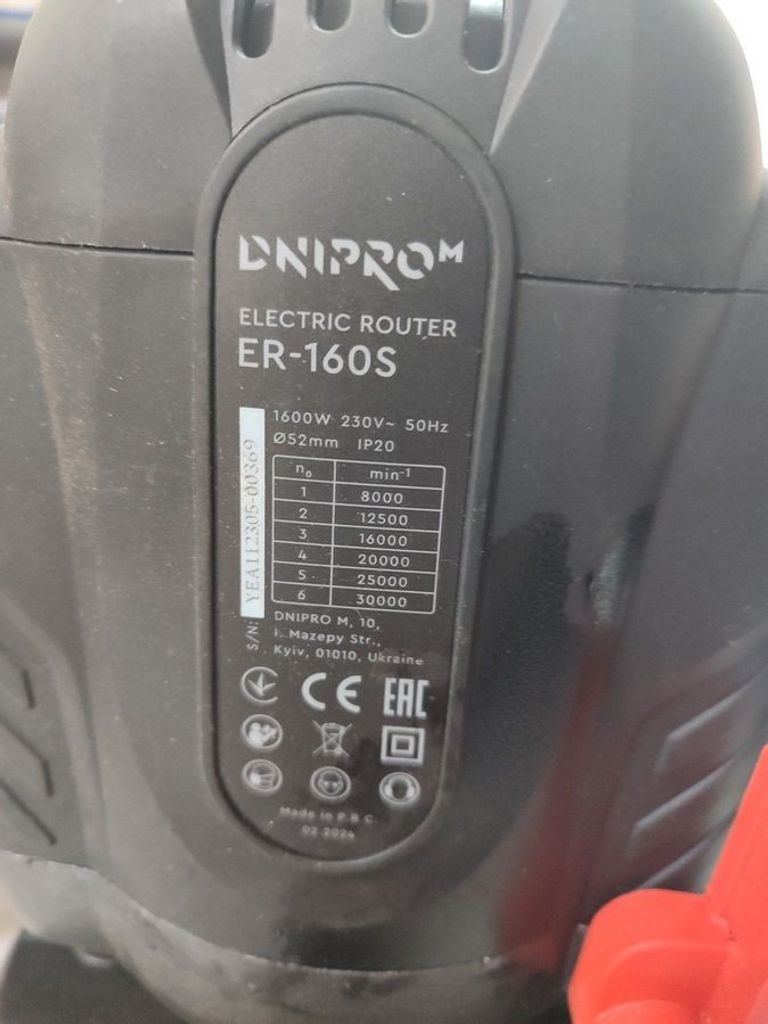 DNIPRO M
ELECTRIC ROUTER
ER-160S
1600W 230V~ 50Hz
Ø52mm IP20
n₀ min⁻¹
1 8000
2 12500
3 16000
4 20000
5 25000
6 30000
S/N: YEA112305-00369
DNIPRO M, 10,
I. Mazepy Str.,
Kyiv, 01010, Ukraine
CE EAC
Made in P.R.C.
02.2024